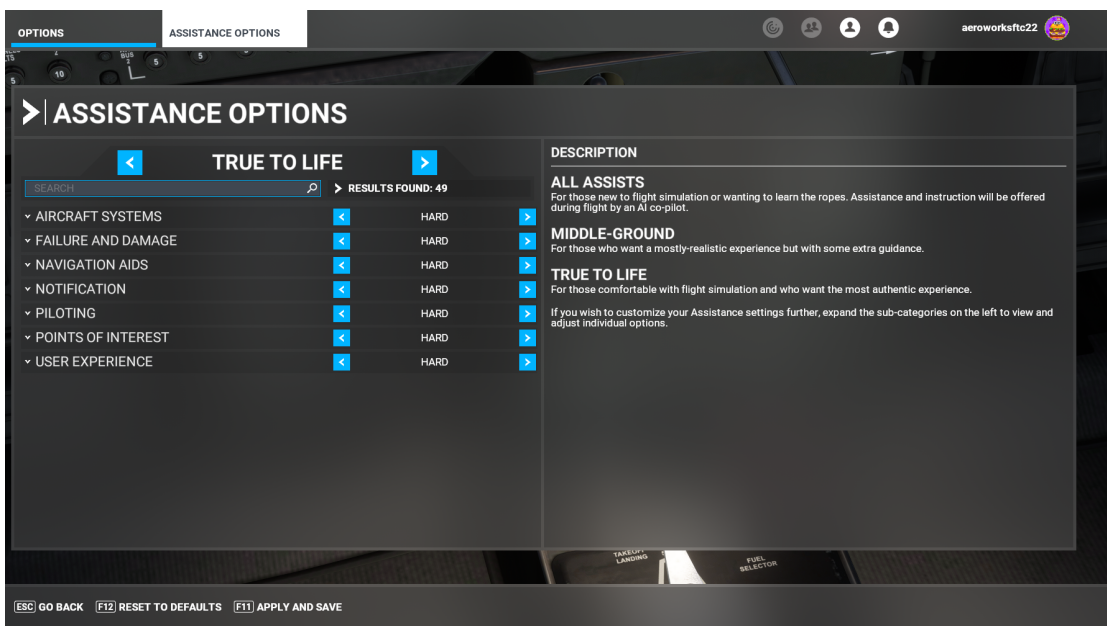 OPTIONS
ASSISTANCE OPTIONS
aeroworksftc22
BUS
2
5
5
10
5
ASSISTANCE OPTIONS
TRUE TO LIFE
SEARCH
RESULTS FOUND: 49
AIRCRAFT SYSTEMS
HARD
FAILURE AND DAMAGE
HARD
NAVIGATION AIDS
HARD
NOTIFICATION
HARD
PILOTING
HARD
POINTS OF INTEREST
HARD
USER EXPERIENCE
HARD
DESCRIPTION
ALL ASSISTS
For those new to flight simulation or wanting to learn the ropes. Assistance and instruction will be offered
during flight by an AI co-pilot.
MIDDLE-GROUND
For those who want a mostly-realistic experience but with some extra guidance.
TRUE TO LIFE
For those comfortable with flight simulation and who want the most authentic experience.
If you wish to customize your Assistance settings further, expand the sub-categories on the left to view and
adjust individual options.
TAKEOFF
LANDING
FUEL
SELECTOR
ESC GO BACK F12 RESET TO DEFAULTS F11 APPLY AND SAVE